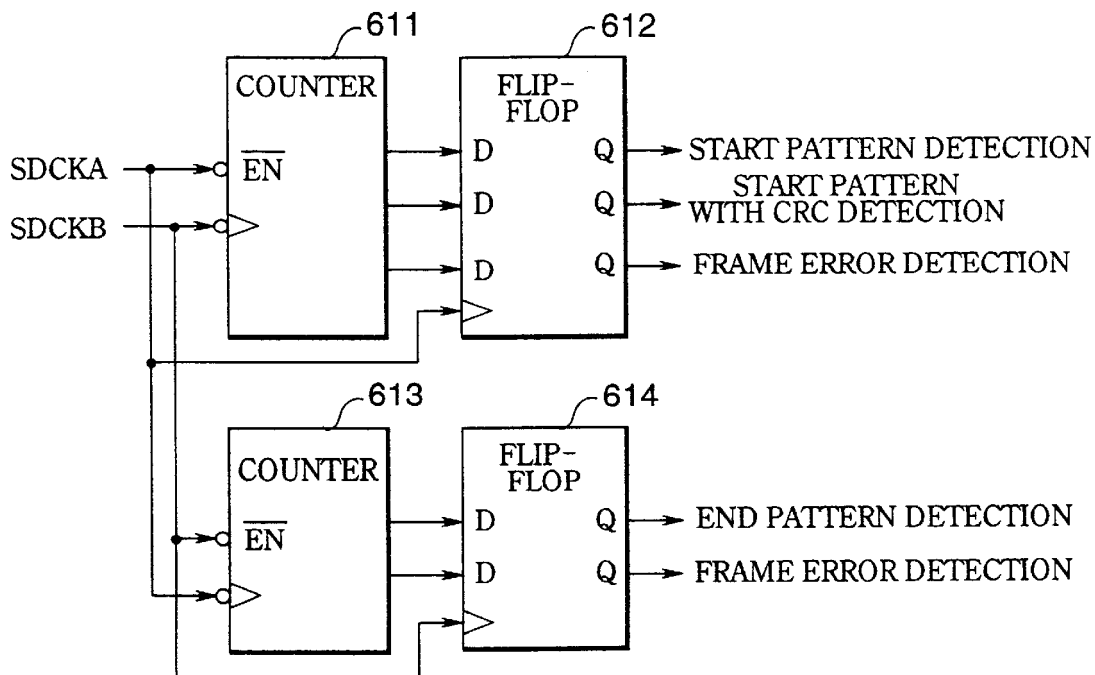 611
612
COUNTER
FLIP-
FLOP
SDCKA
EN
D
Q
START PATTERN DETECTION
SDCKB
D
Q
START PATTERN
WITH CRC DETECTION
D
Q
FRAME ERROR DETECTION
613
614
COUNTER
FLIP-
FLOP
EN
D
Q
END PATTERN DETECTION
D
Q
FRAME ERROR DETECTION